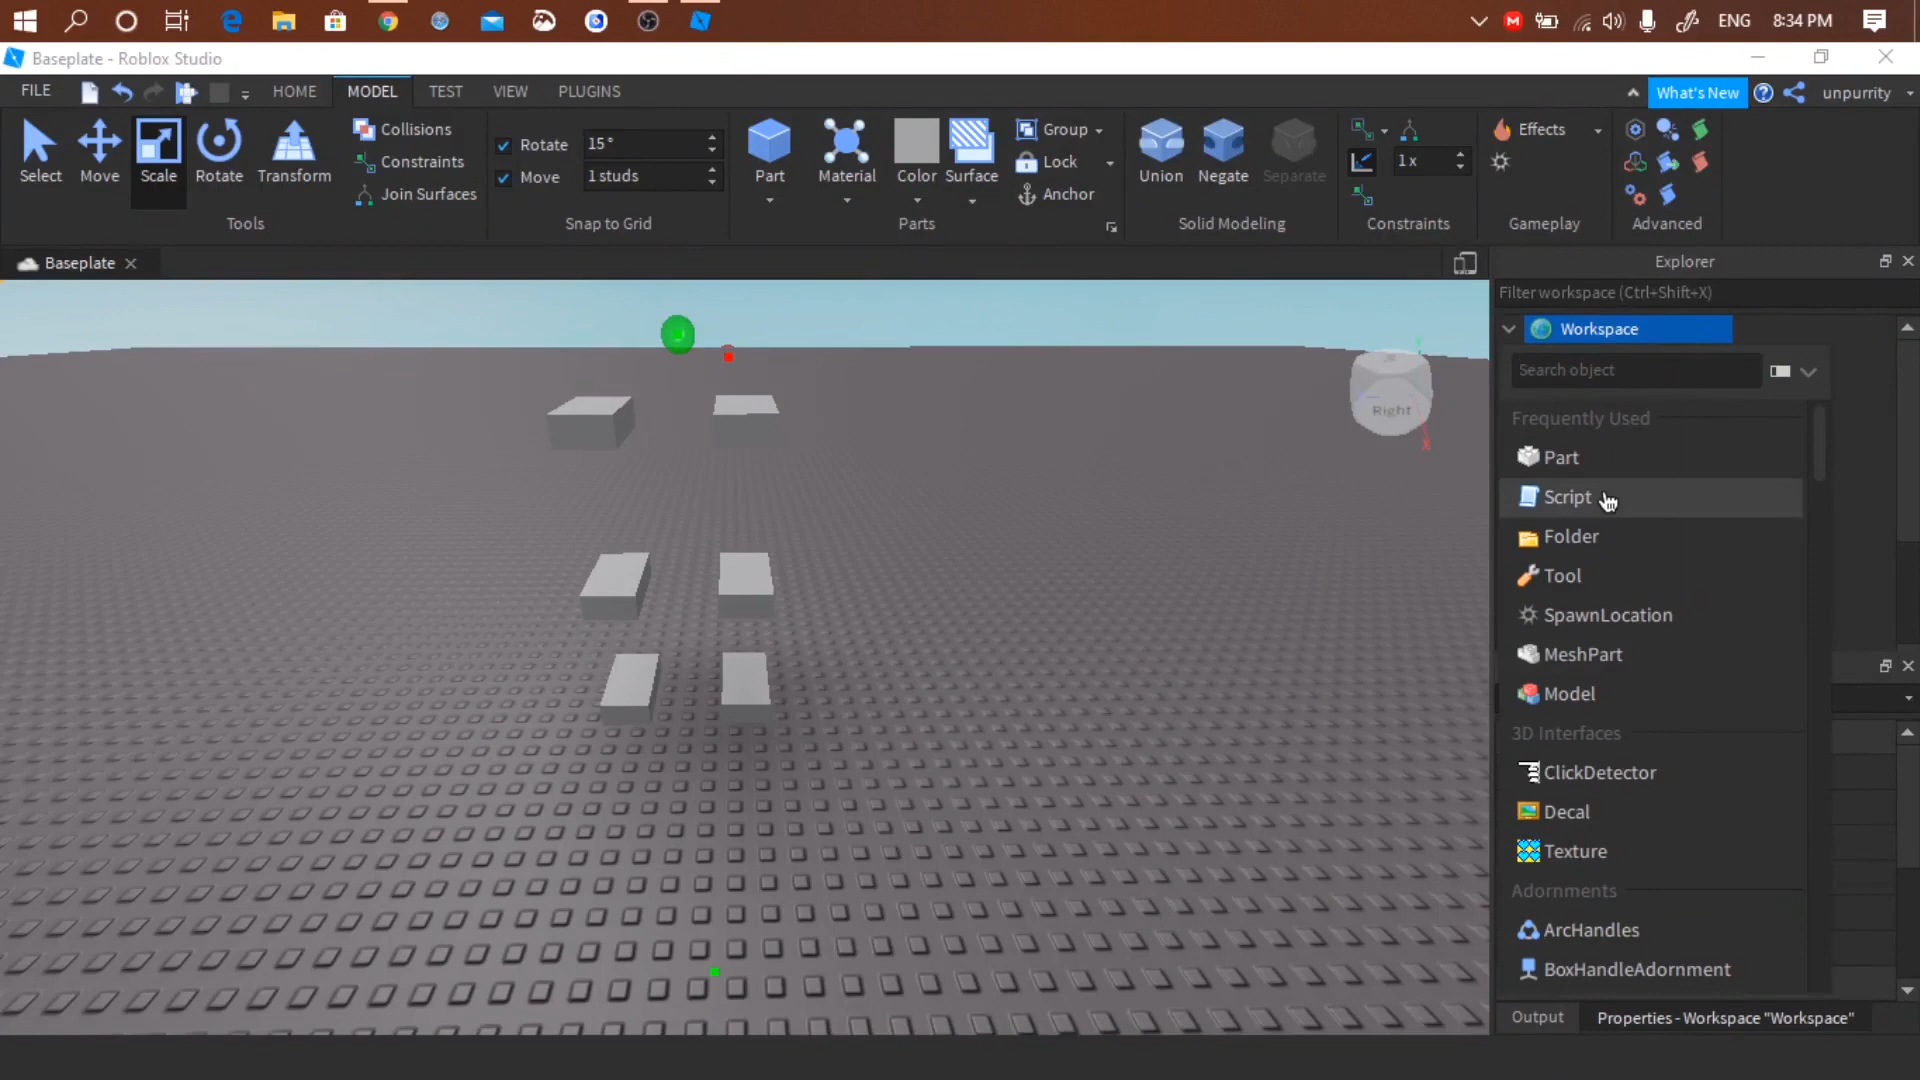 ENG 8:34 PM
Baseplate - Roblox Studio
FILE HOME MODEL TEST VIEW PLUGINS What's New unpurrity
Select Move Scale Rotate Transform
Collisions
Constraints
Join Surfaces
Tools
Rotate 15°
Move 1 studs
Snap to Grid
Part Material Color Surface
Group
Lock
Anchor
Parts
Union Negate Separate
Solid Modeling
1 x
Constraints
Effects
Gameplay
Advanced
Baseplate
Explorer
Filter workspace (Ctrl+Shift+X)
Workspace
Search object
Frequently Used
Part
Script
Folder
Tool
SpawnLocation
MeshPart
Model
3D Interfaces
ClickDetector
Decal
Texture
Adornments
ArcHandles
BoxHandleAdornment
Output Properties - Workspace "Workspace"
Right
Y
X